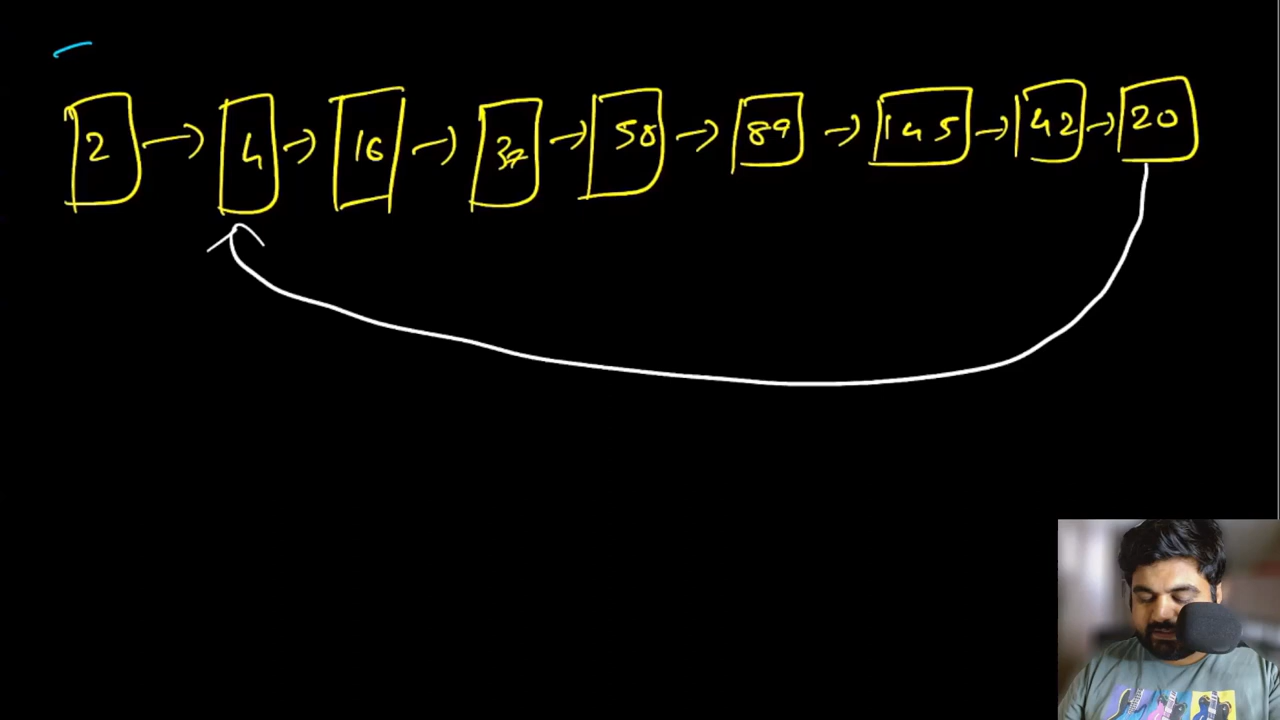 2 → 4 → 16 → 37 → 58 → 89 → 145 → 42 → 20